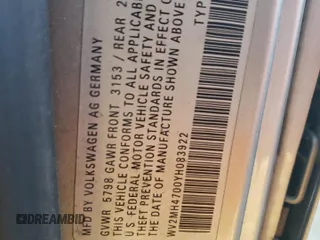 MFD BY VOLKSWAGEN AG GERMANY
GVWR 5798 GAWR FRONT 3153 / REAR 2
THIS VEHICLE CONFORMS TO ALL APPLICABLE
U.S. FEDERAL MOTOR VEHICLE SAFETY AND
THEFT PREVENTION STANDARDS IN EFFECT O
THE DATE OF MANUFACTURE SHOWN ABOV
WV2MH4700YH083922
TYP
DREAMBID